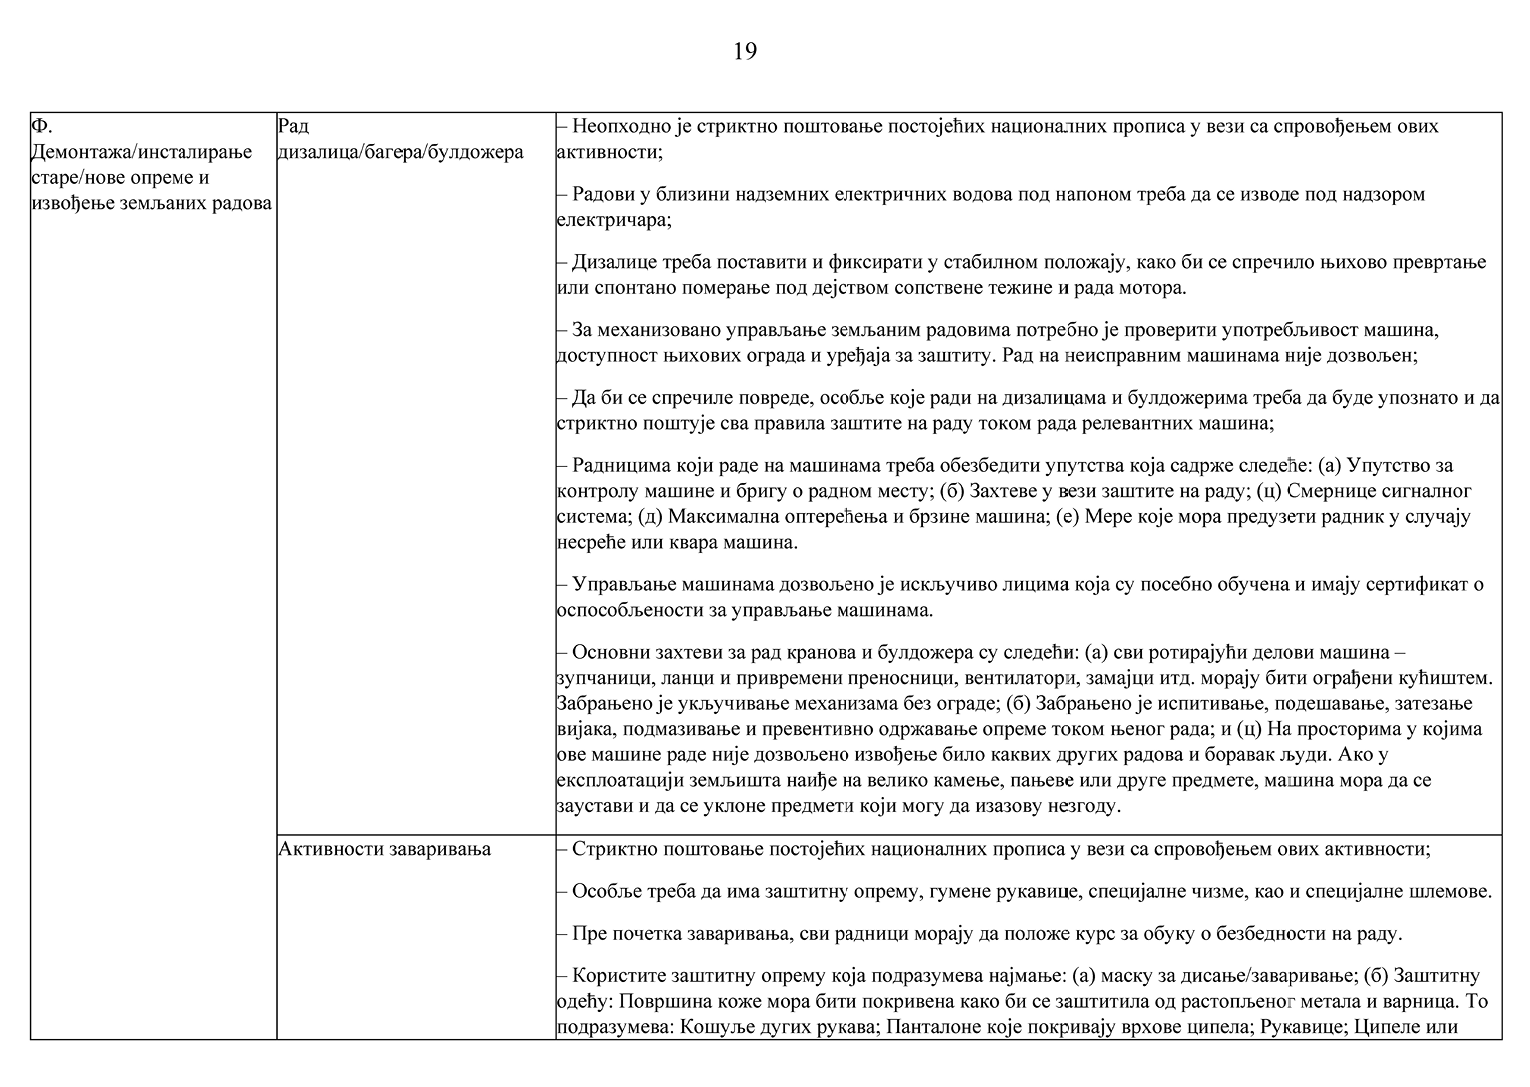 19
Ф.
Демонтажа/инсталирање
старе/нове опреме и
извођење земљаних радова
Рад
дизалица/багера/булдожера
– Неопходно је стриктно поштовање постојећих националних прописа у вези са спровођењем ових
активности;
– Радови у близини надземних електричних водова под напоном треба да се изводе под надзором
електричара;
– Дизалице треба поставити и фиксирати у стабилном положају, како би се спречило њихово превртање
или спонтано померање под дејством сопствене тежине и рада мотора.
– За механизовано управљање земљаним радовима потребно је проверити употребљивост машина,
доступност њихових ограда и уређаја за заштиту. Рад на неисправним машинама није дозвољен;
– Да би се спречиле повреде, особље које ради на дизалицама и булдожерима треба да буде упознато и да
стриктно поштује сва правила заштите на раду током рада релевантних машина;
– Радницима који раде на машинама треба обезбедити упутства која садрже следеће: (а) Упутство за
контролу машине и бригу о радном месту; (б) Захтеве у вези заштите на раду; (ц) Смернице сигналног
система; (д) Максимална оптерећења и брзине машина; (е) Мере које мора предузети радник у случају
несреће или квара машина.
– Управљање машинама дозвољено је искључиво лицима која су посебно обучена и имају сертификат о
оспособљености за управљање машинама.
– Основни захтеви за рад кранова и булдожера су следећи: (а) сви ротирајући делови машина –
зупчаници, ланци и привремени преносници, вентилатори, замајци итд. морају бити ограђени кућиштем.
Забрањено је укључивање механизама без ограде; (б) Забрањено је испитивање, подешавање, затезање
вијака, подмазивање и превентивно одржавање опреме током њеног рада; и (ц) На просторима у којима
ове машине раде није дозвољено извођење било каквих других радова и боравак људи. Ако у
експлоатацији земљишта наиђе на велико камење, пањеве или друге предмете, машина мора да се
заустави и да се уклоне предмети који могу да изазову незгоду.
Активности заваривања
– Стриктно поштовање постојећих националних прописа у вези са спровођењем ових активности;
– Особље треба да има заштитну опрему, гумене рукавице, специјалне чизме, као и специјалне шлемове.
– Пре почетка заваривања, сви радници морају да положе курс за обуку о безбедности на раду.
– Користите заштитну опрему која подразумева најмање: (а) маску за дисање/заваривање; (б) Заштитну
одећу: Површина коже мора бити покривена како би се заштитила од растопљеног метала и варница. То
подразумева: Кошуље дугих рукава; Панталоне које покривају врхове ципела; Рукавице; Ципеле или